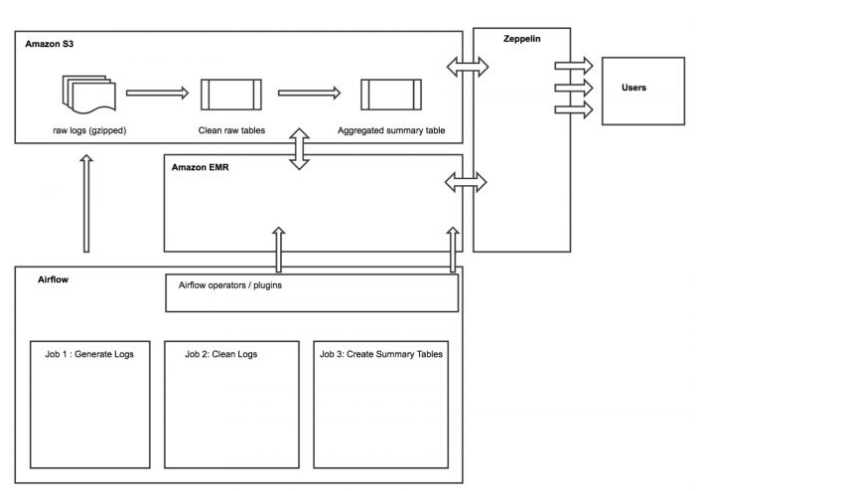 Amazon S3
Zeppelin
Users
raw logs (gzipped)
Clean raw tables
Aggregated summary table
Amazon EMR
Airflow
Airflow operators / plugins
Job 1 : Generate Logs
Job 2: Clean Logs
Job 3: Create Summary Tables